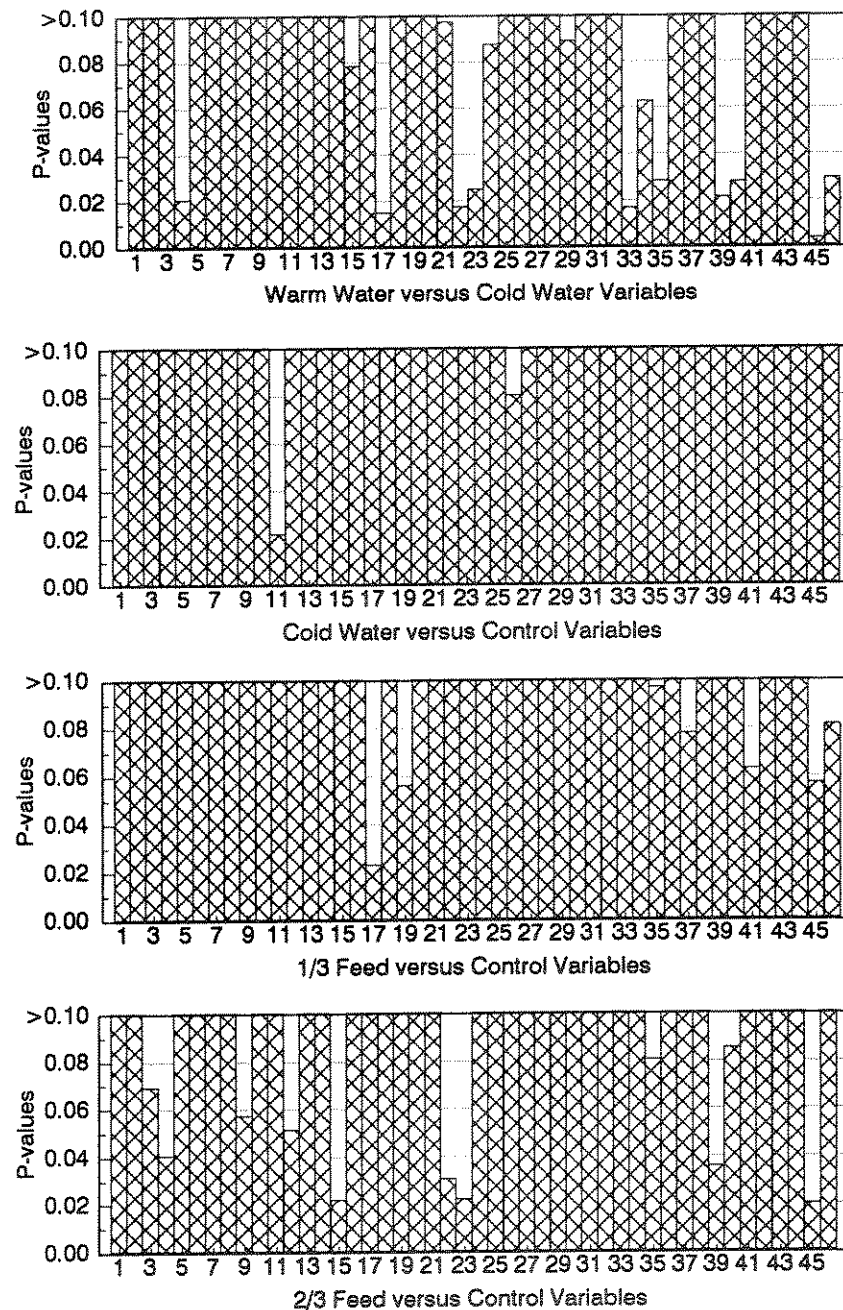 >0.10
0.08
0.06
0.04
0.02
0.00
P-values
1 3 5 7 9 11 13 15 17 19 21 23 25 27 29 31 33 35 37 39 41 43 45
Warm Water versus Cold Water Variables
>0.10
0.08
0.06
0.04
0.02
0.00
P-values
1 3 5 7 9 11 13 15 17 19 21 23 25 27 29 31 33 35 37 39 41 43 45
Cold Water versus Control Variables
>0.10
0.08
0.06
0.04
0.02
0.00
P-values
1 3 5 7 9 11 13 15 17 19 21 23 25 27 29 31 33 35 37 39 41 43 45
1/3 Feed versus Control Variables
>0.10
0.08
0.06
0.04
0.02
0.00
P-values
1 3 5 7 9 11 13 15 17 19 21 23 25 27 29 31 33 35 37 39 41 43 45
2/3 Feed versus Control Variables